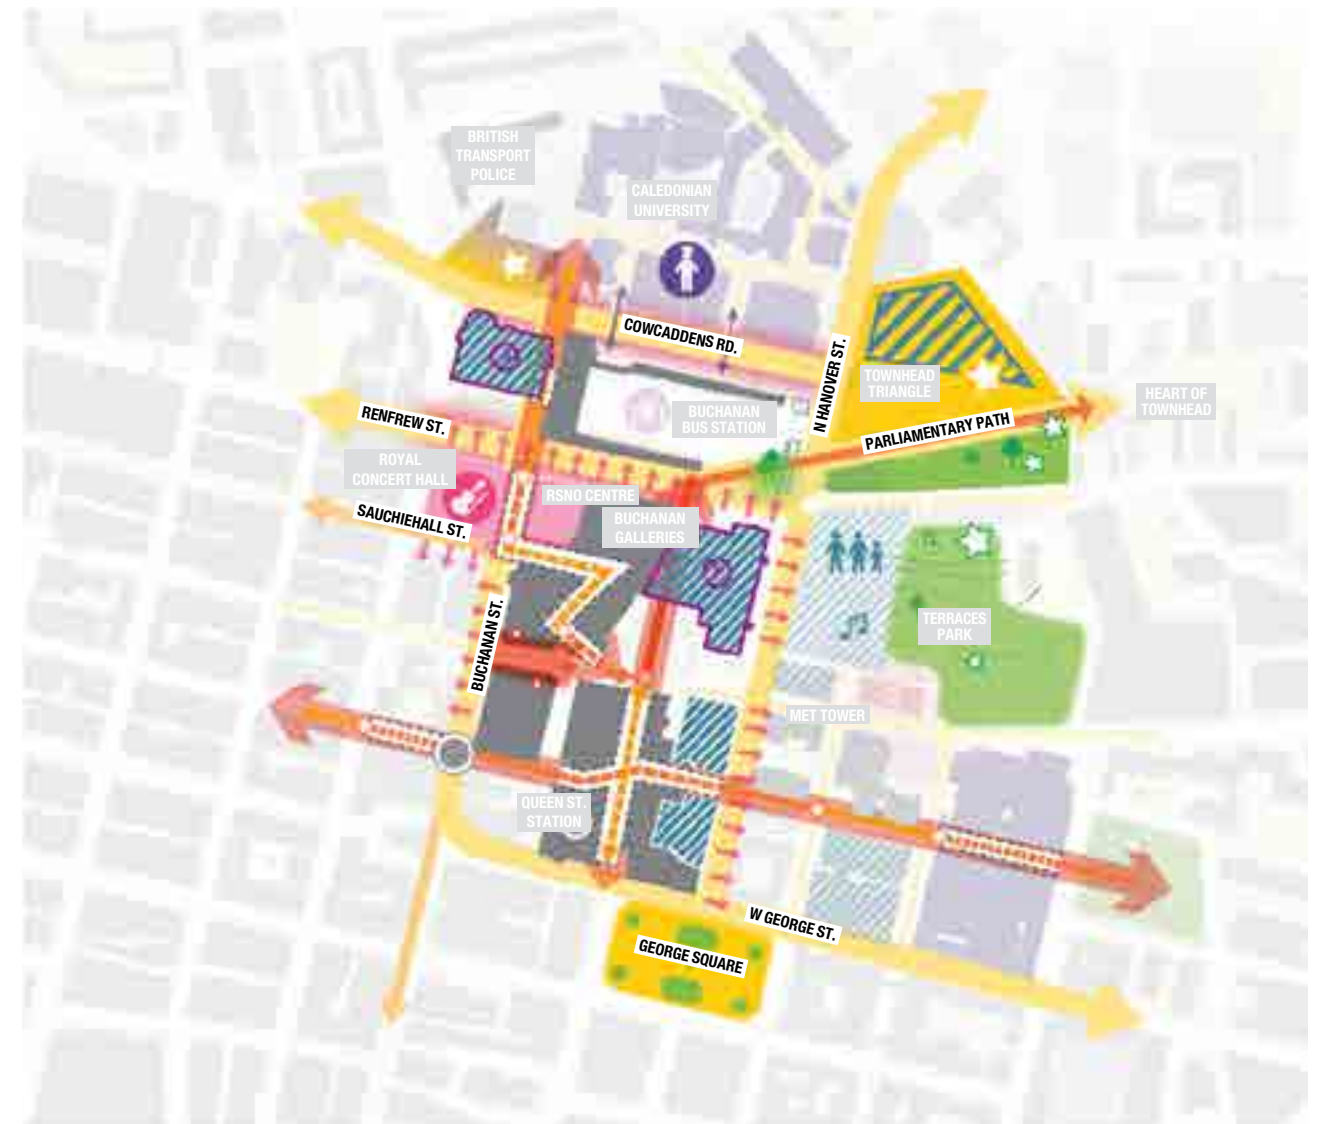 BRITISH
TRANSPORT
POLICE
CALEDONIAN
UNIVERSITY
COWCADDENS RD.
N HANOVER ST.
TOWNHEAD
TRIANGLE
HEART OF
TOWNHEAD
BUCHANAN
BUS STATION
RENFREW ST.
PARLIAMENTARY PATH
ROYAL
CONCERT HALL
RSNO CENTRE
SAUCHIEHALL ST.
BUCHANAN
GALLERIES
BUCHANAN ST.
TERRACES
PARK
MET TOWER
QUEEN ST.
STATION
W GEORGE ST.
GEORGE SQUARE